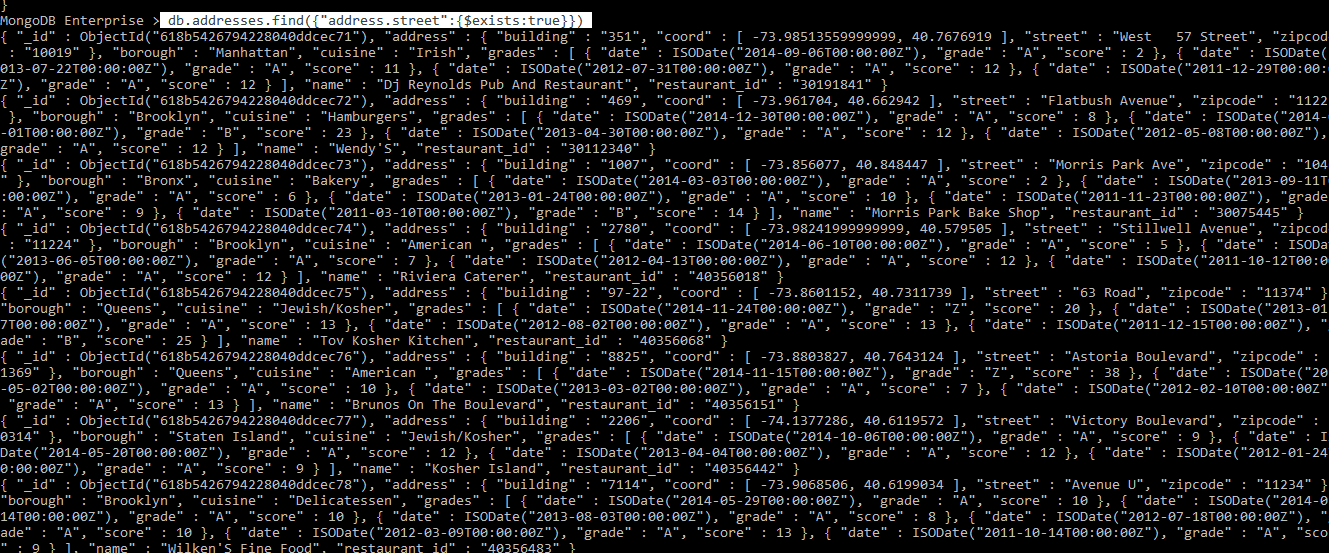 }
MongoDB Enterprise > db.addresses.find({"address.street":{$exists:true}})
{ "_id" : ObjectId("618b5426794228040ddcec71"), "address" : { "building" : "351", "coord" : [ -73.98513559999999, 40.7676919 ], "street" : "West   57 Street", "zipcod
" : "10019" }, "borough" : "Manhattan", "cuisine" : "Irish", "grades" : [ { "date" : ISODate("2014-09-06T00:00:00Z"), "grade" : "A", "score" : 2 }, { "date" : ISODate(
013-07-22T00:00:00Z"), "grade" : "A", "score" : 11 }, { "date" : ISODate("2012-07-31T00:00:00Z"), "grade" : "A", "score" : 12 }, { "date" : ISODate("2011-12-29T00:00:0
Z"), "grade" : "A", "score" : 12 } ], "name" : "Dj Reynolds Pub And Restaurant", "restaurant_id" : "30191841" }
{ "_id" : ObjectId("618b5426794228040ddcec72"), "address" : { "building" : "469", "coord" : [ -73.961704, 40.662942 ], "street" : "Flatbush Avenue", "zipcode" : "1122
 }, "borough" : "Brooklyn", "cuisine" : "Hamburgers", "grades" : [ { "date" : ISODate("2014-12-30T00:00:00Z"), "grade" : "A", "score" : 8 }, { "date" : ISODate("2014-0
-01T00:00:00Z"), "grade" : "B", "score" : 23 }, { "date" : ISODate("2013-04-30T00:00:00Z"), "grade" : "A", "score" : 12 }, { "date" : ISODate("2012-05-08T00:00:00Z"),
grade" : "A", "score" : 12 } ], "name" : "Wendy'S", "restaurant_id" : "30112340" }
{ "_id" : ObjectId("618b5426794228040ddcec73"), "address" : { "building" : "1007", "coord" : [ -73.856077, 40.848447 ], "street" : "Morris Park Ave", "zipcode" : "104
" }, "borough" : "Bronx", "cuisine" : "Bakery", "grades" : [ { "date" : ISODate("2014-03-03T00:00:00Z"), "grade" : "A", "score" : 2 }, { "date" : ISODate("2013-09-11T0
:00:00Z"), "grade" : "A", "score" : 6 }, { "date" : ISODate("2013-01-24T00:00:00Z"), "grade" : "A", "score" : 10 }, { "date" : ISODate("2011-11-23T00:00:00Z"), "grade
: "A", "score" : 9 }, { "date" : ISODate("2011-03-10T00:00:00Z"), "grade" : "B", "score" : 14 } ], "name" : "Morris Park Bake Shop", "restaurant_id" : "30075445" }
{ "_id" : ObjectId("618b5426794228040ddcec74"), "address" : { "building" : "2780", "coord" : [ -73.98241999999999, 40.579505 ], "street" : "Stillwell Avenue", "zipcod
 : "11224" }, "borough" : "Brooklyn", "cuisine" : "American ", "grades" : [ { "date" : ISODate("2014-06-10T00:00:00Z"), "grade" : "A", "score" : 5 }, { "date" : ISODat
(2013-06-05T00:00:00Z"), "grade" : "A", "score" : 7 }, { "date" : ISODate("2012-04-13T00:00:00Z"), "grade" : "A", "score" : 12 }, { "date" : ISODate("2011-10-12T00:00
00Z"), "grade" : "A", "score" : 12 } ], "name" : "Riviera Caterer", "restaurant_id" : "40356018" }
{ "_id" : ObjectId("618b5426794228040ddcec75"), "address" : { "building" : "97-22", "coord" : [ -73.8601152, 40.7311739 ], "street" : "63 Road", "zipcode" : "11374" }
"borough" : "Queens", "cuisine" : "Jewish/Kosher", "grades" : [ { "date" : ISODate("2014-11-24T00:00:00Z"), "grade" : "Z", "score" : 20 }, { "date" : ISODate("2013-01
7T00:00:00Z"), "grade" : "A", "score" : 13 }, { "date" : ISODate("2012-08-02T00:00:00Z"), "grade" : "A", "score" : 13 }, { "date" : ISODate("2011-12-15T00:00:00Z"), "
ade" : "B", "score" : 25 } ], "name" : "Tov Kosher Kitchen", "restaurant_id" : "40356068" }
{ "_id" : ObjectId("618b5426794228040ddcec76"), "address" : { "building" : "8825", "coord" : [ -73.8803827, 40.7643124 ], "street" : "Astoria Boulevard", "zipcode" :
1369" }, "borough" : "Queens", "cuisine" : "American ", "grades" : [ { "date" : ISODate("2014-11-15T00:00:00Z"), "grade" : "Z", "score" : 38 }, { "date" : ISODate("20
-05-02T00:00:00Z"), "grade" : "A", "score" : 10 }, { "date" : ISODate("2013-03-02T00:00:00Z"), "grade" : "A", "score" : 7 }, { "date" : ISODate("2012-02-10T00:00:00Z"
 "grade" : "A", "score" : 13 } ], "name" : "Brunos On The Boulevard", "restaurant_id" : "40356151" }
{ "_id" : ObjectId("618b5426794228040ddcec77"), "address" : { "building" : "2206", "coord" : [ -74.1377286, 40.6119572 ], "street" : "Victory Boulevard", "zipcode" :
0314" }, "borough" : "Staten Island", "cuisine" : "Jewish/Kosher", "grades" : [ { "date" : ISODate("2014-10-06T00:00:00Z"), "grade" : "A", "score" : 9 }, { "date" : I
Date("2014-05-20T00:00:00Z"), "grade" : "A", "score" : 12 }, { "date" : ISODate("2013-04-04T00:00:00Z"), "grade" : "A", "score" : 12 }, { "date" : ISODate("2012-01-24
0:00:00Z"), "grade" : "A", "score" : 9 } ], "name" : "Kosher Island", "restaurant_id" : "40356442" }
{ "_id" : ObjectId("618b5426794228040ddcec78"), "address" : { "building" : "7114", "coord" : [ -73.9068506, 40.6199034 ], "street" : "Avenue U", "zipcode" : "11234" }
"borough" : "Brooklyn", "cuisine" : "Delicatessen", "grades" : [ { "date" : ISODate("2014-05-29T00:00:00Z"), "grade" : "A", "score" : 10 }, { "date" : ISODate("2014-0
14T00:00:00Z"), "grade" : "A", "score" : 10 }, { "date" : ISODate("2013-08-03T00:00:00Z"), "grade" : "A", "score" : 8 }, { "date" : ISODate("2012-07-18T00:00:00Z"), "
ade" : "A", "score" : 10 }, { "date" : ISODate("2012-03-09T00:00:00Z"), "grade" : "A", "score" : 13 }, { "date" : ISODate("2011-10-14T00:00:00Z"), "grade" : "A", "sco
" : 9 } ], "name" : "Wilken'S Fine Food", "restaurant_id" : "40356483" }